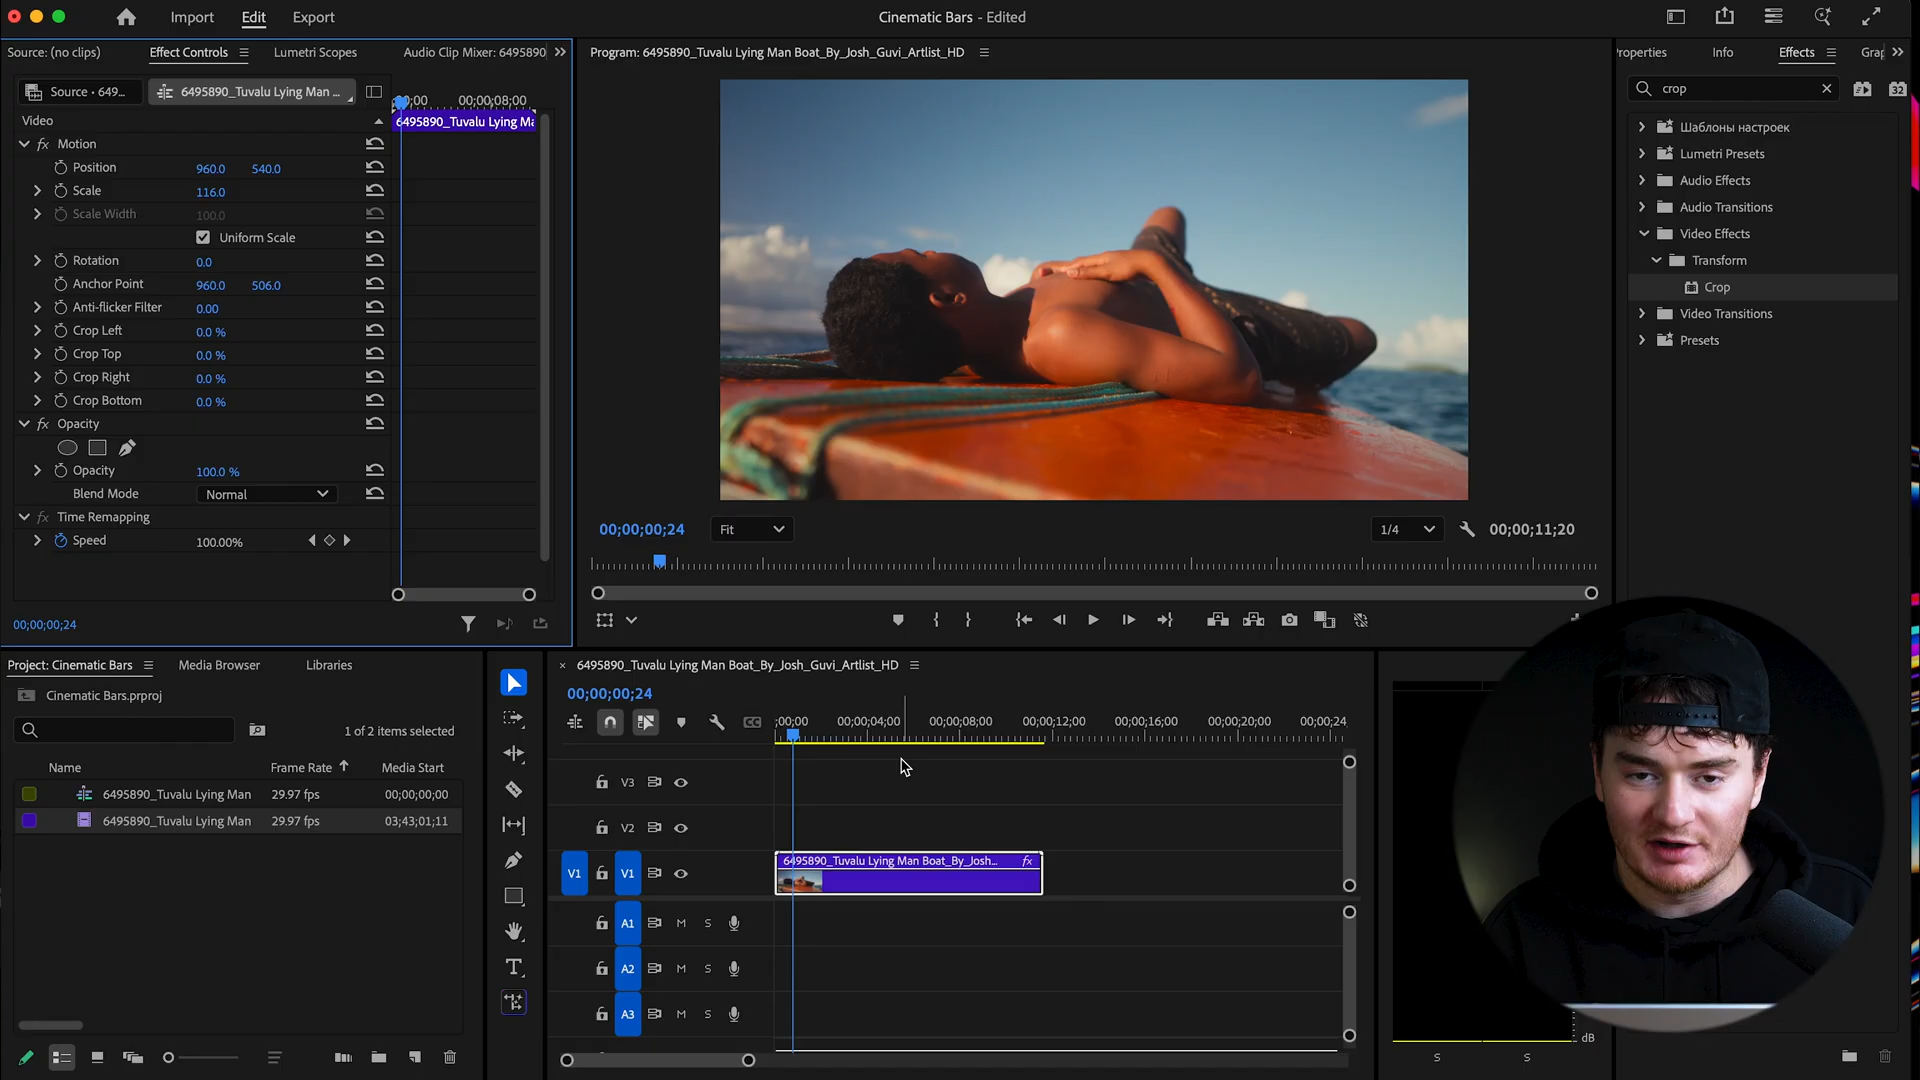 Import
Edit
Export
Cinematic Bars - Edited
Source: (no clips)
Effect Controls
Lumetri Scopes
Audio Clip Mixer: 6495890
Source • 649...
6495890_Tuvalu Lying Man ...
00;00;08;00
6495890_Tuvalu Lying Ma
Video
Motion
Position 960.0 540.0
Scale 116.0
Scale Width 100.0
Uniform Scale
Rotation 0.0
Anchor Point 960.0 506.0
Anti-flicker Filter 0.00
Crop Left 0.0 %
Crop Top 0.0 %
Crop Right 0.0 %
Crop Bottom 0.0 %
fx Opacity
Opacity 100.0 %
Blend Mode Normal
fx Time Remapping
Speed 100.00%
00;00;00;24
Program: 6495890_Tuvalu Lying Man Boat_By_Josh_Guvi_Artlist_HD
00;00;00;24
Fit
1/4
00;00;11;20
roperties
Info
Effects
Grap
crop
32
Шаблоны настроек
Lumetri Presets
Audio Effects
Audio Transitions
Video Effects
Transform
Crop
Video Transitions
Presets
Project: Cinematic Bars
Media Browser
Libraries
Cinematic Bars.prproj
1 of 2 items selected
Name Frame Rate Media Start
6495890_Tuvalu Lying Man 29.97 fps 00;00;00;00
6495890_Tuvalu Lying Man 29.97 fps 03;43;01;11
6495890_Tuvalu Lying Man Boat_By_Josh_Guvi_Artlist_HD
00;00;00;24
;00;00 00;00;04;00 00;00;08;00 00;00;12;00 00;00;16;00 00;00;20;00 00;00;24
V3
V2
V1 V1
6495890_Tuvalu Lying Man Boat_By_Josh... fx
A1 M S
A2 M S
A3 M S
dB
S S